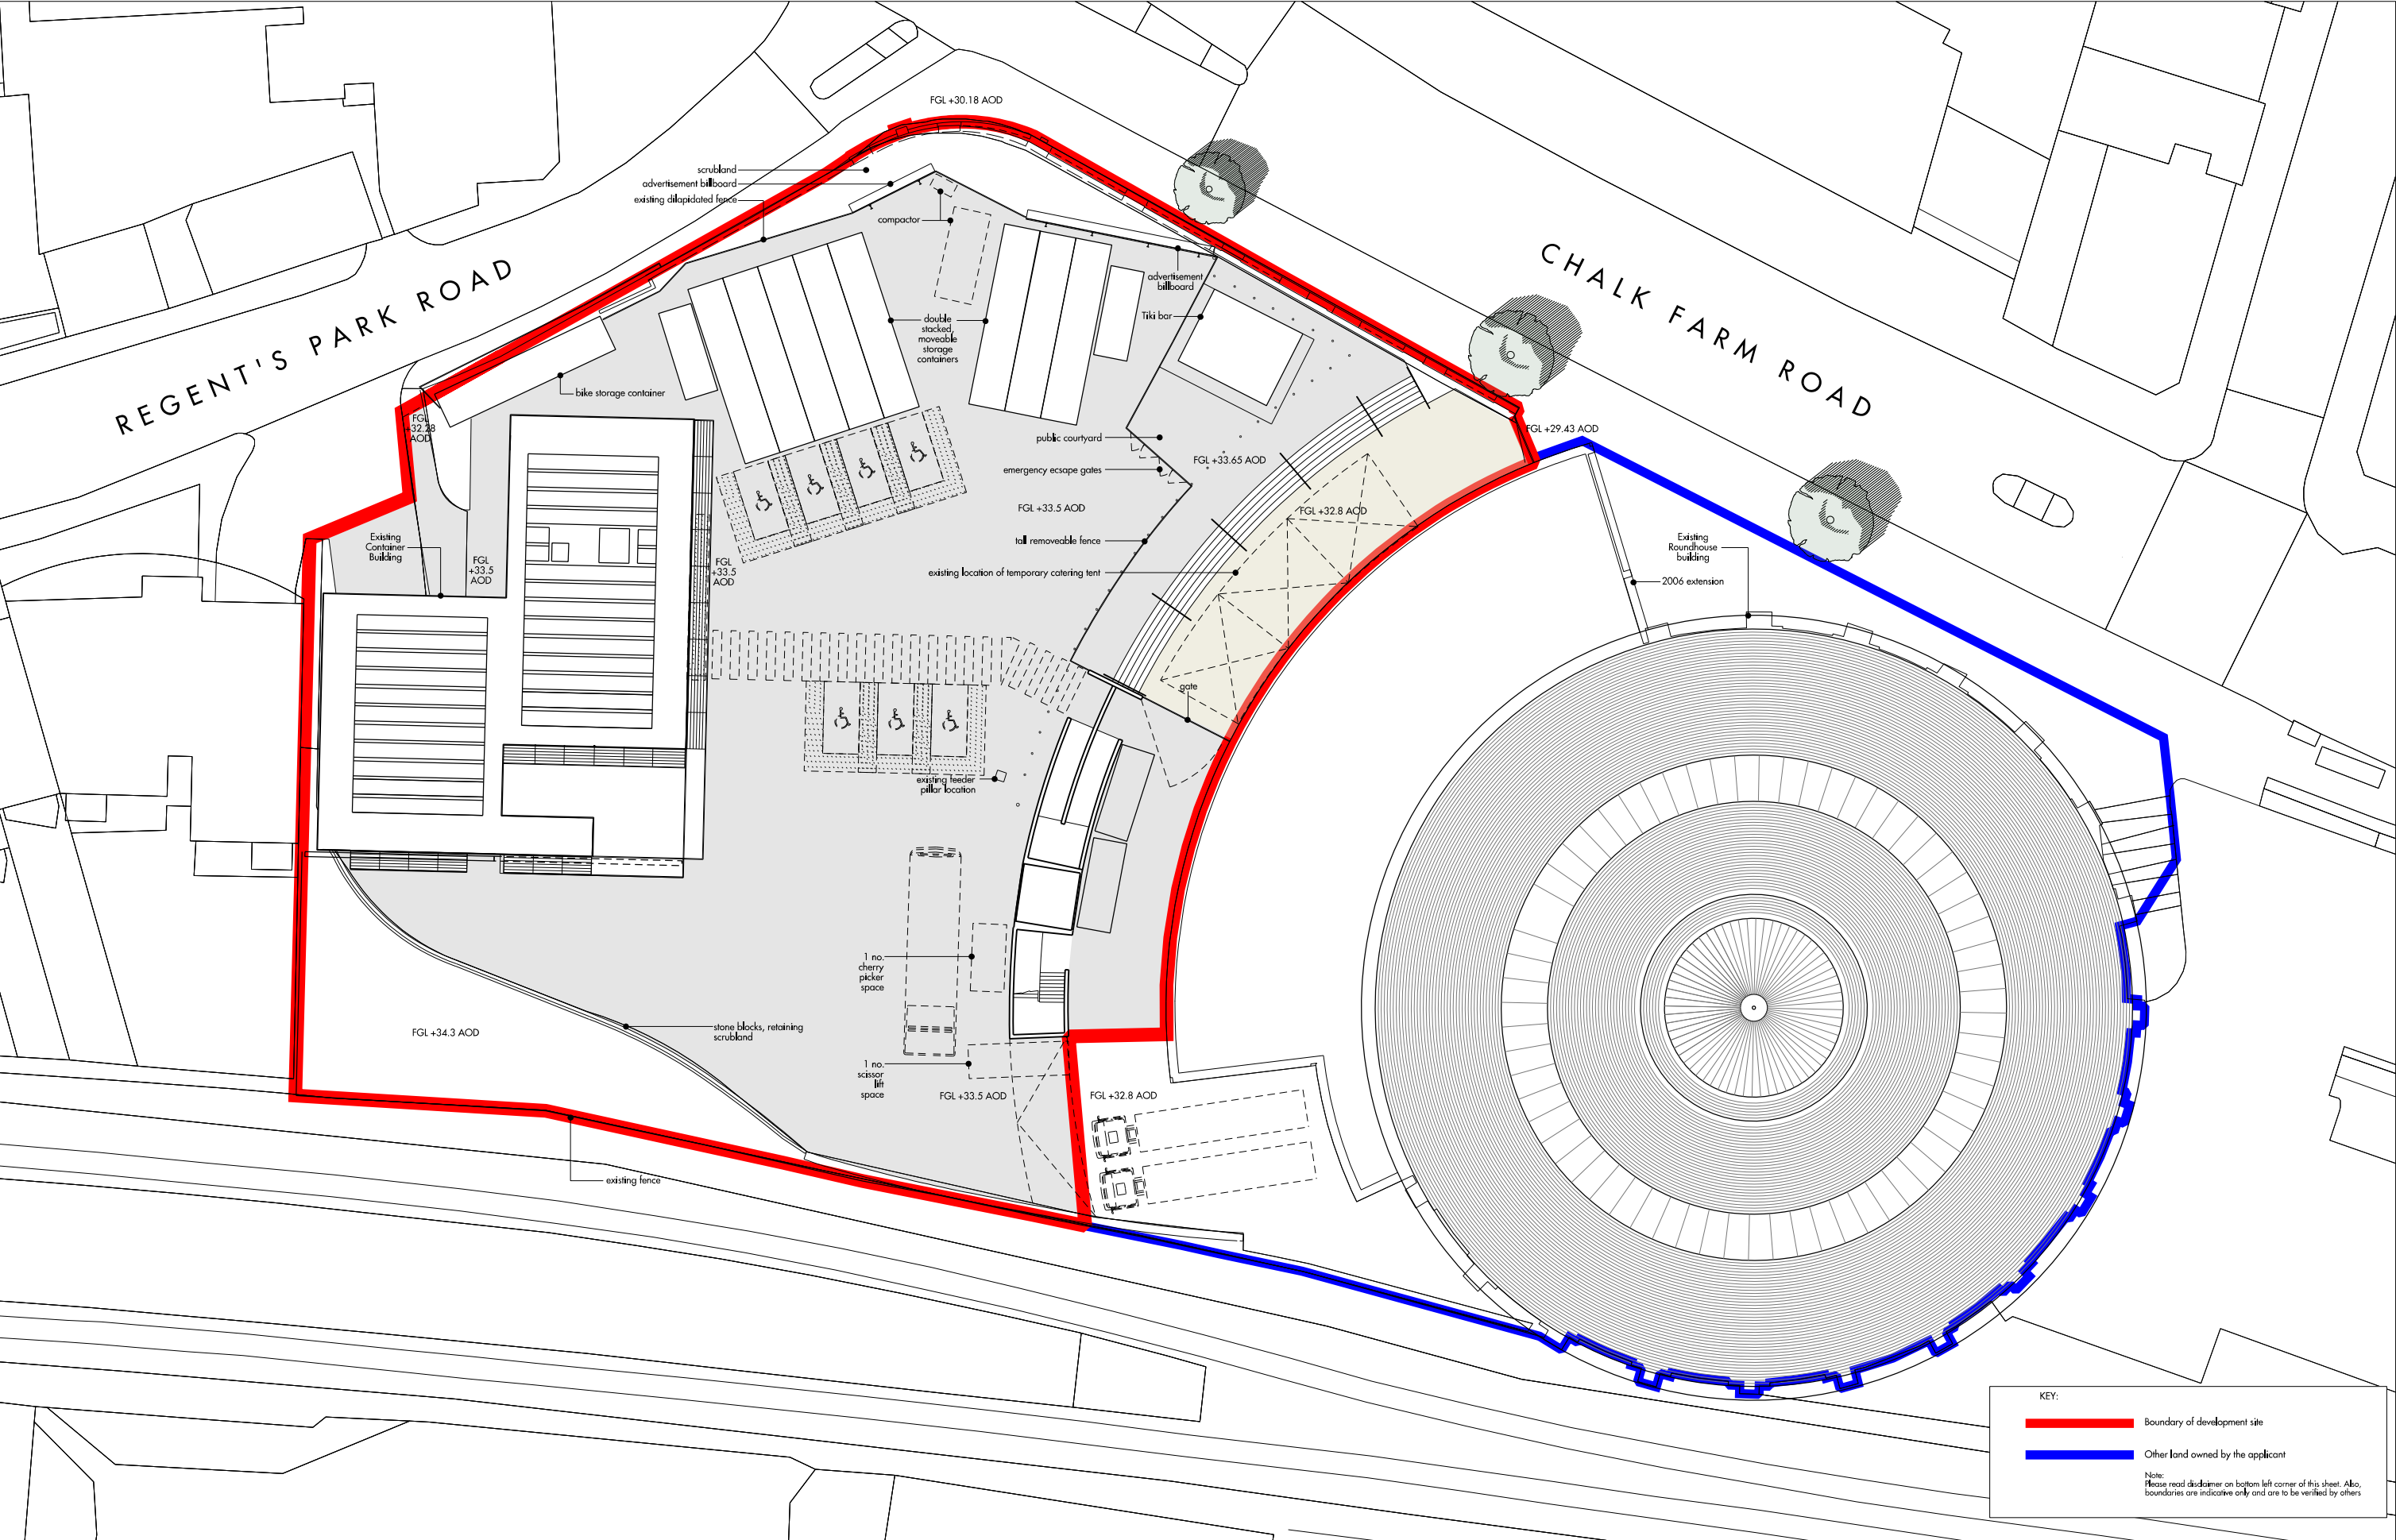 FGL +30.18 AOD
scrubland
advertisement billboard
existing dilapidated fence
compactor
CHALK FARM ROAD
REGENT'S PARK ROAD
advertisement
billboard
Tiki bar
double
stacked,
moveable
storage
containers
bike storage container
FGL
+32.28
AOD
public courtyard
FGL +29.43 AOD
FGL +33.65 AOD
emergency ecsape gates
FGL +33.5 AOD
FGL +32.8 AOD
tall removeable fence
Existing
Container
Building
FGL
+33.5
AOD
FGL
+33.5
AOD
existing location of temporary catering tent
Existing
Roundhouse
building
2006 extension
gate
existing feeder
pillar location
1 no.
cherry
picker
space
FGL +34.3 AOD
stone blocks, retaining
scrubland
1 no.
scissor
lift
space
FGL +33.5 AOD
FGL +32.8 AOD
existing fence
KEY:
Boundary of development site
Other land owned by the applicant
Note:
Please read disclaimer on bottom left corner of this sheet. Also,
boundaries are indicative only and are to be verified by others